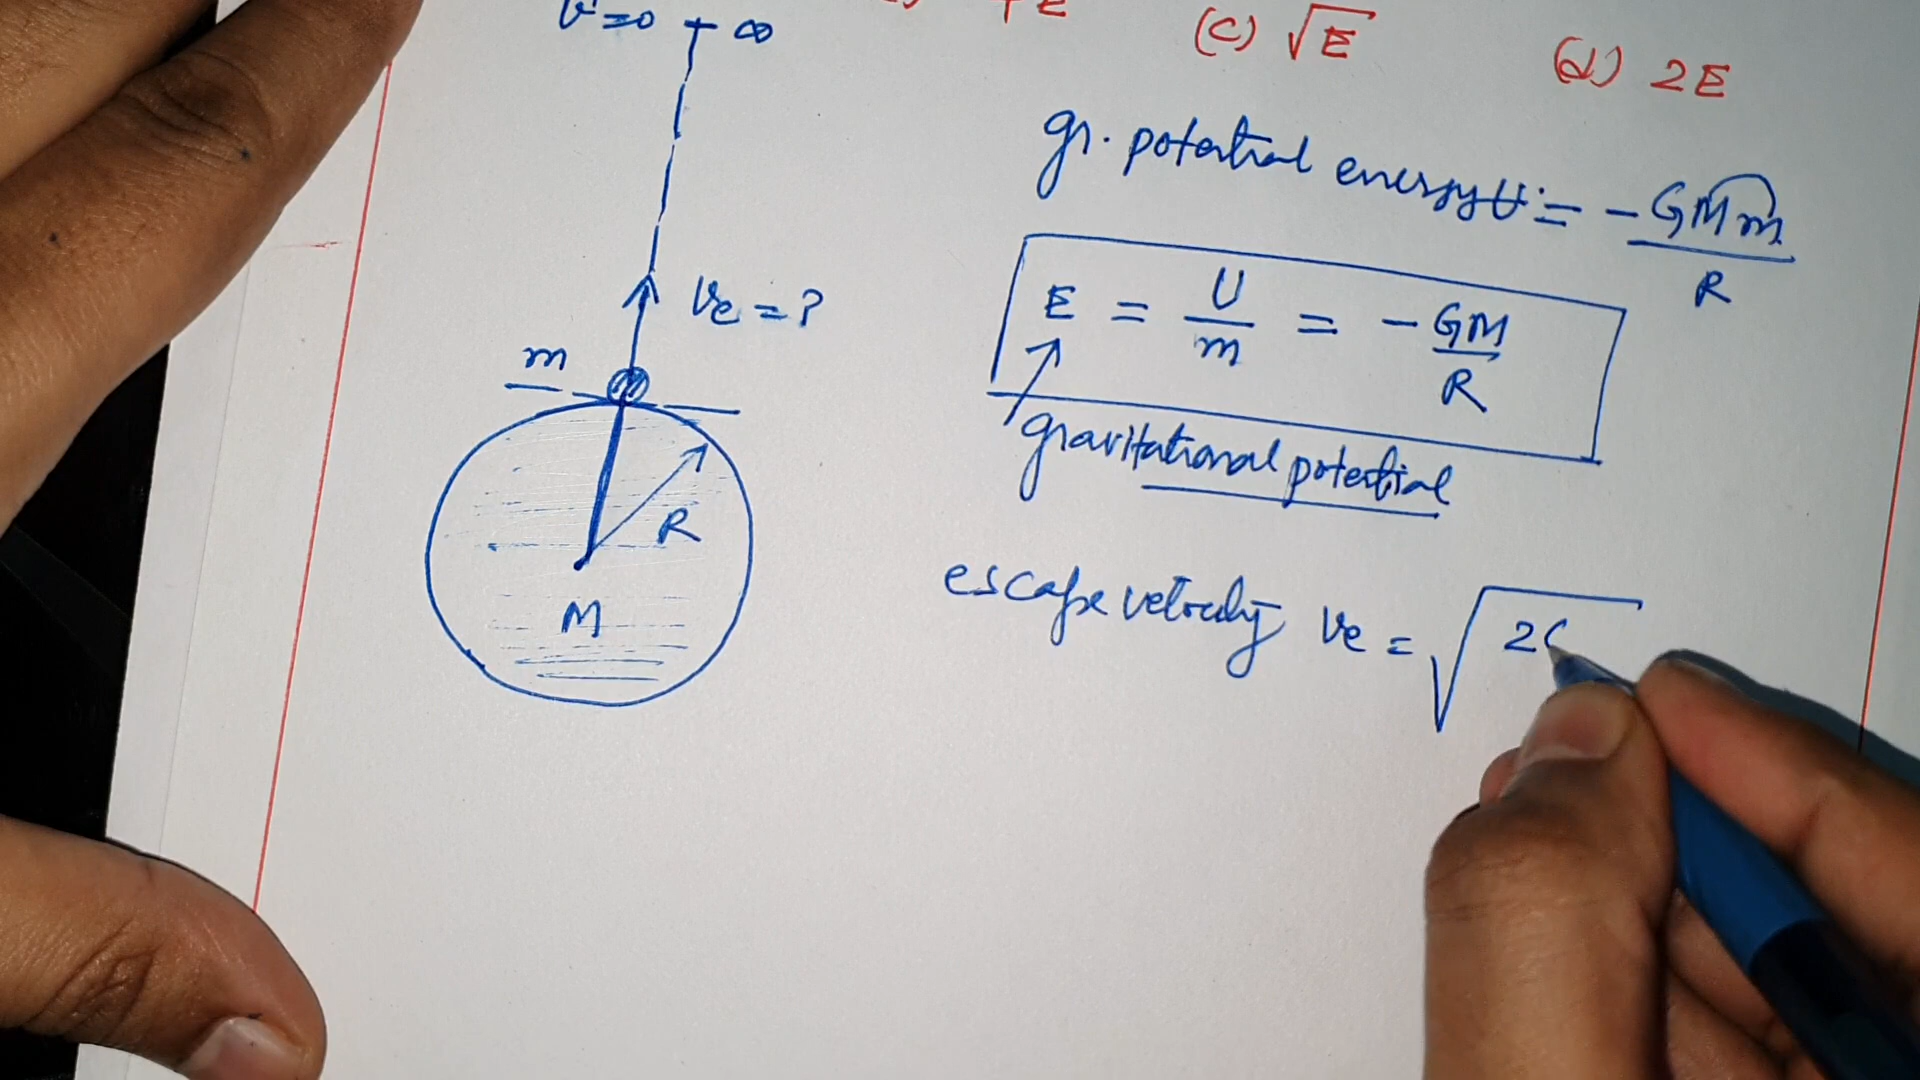 v=0 ∞
(c) √E
(d) 2E
gr. potential energy U = - GMm / R
E = U / m = - GM / R
gravitational potential
ve = ?
m
R
M
escape velocity ve = √ 2